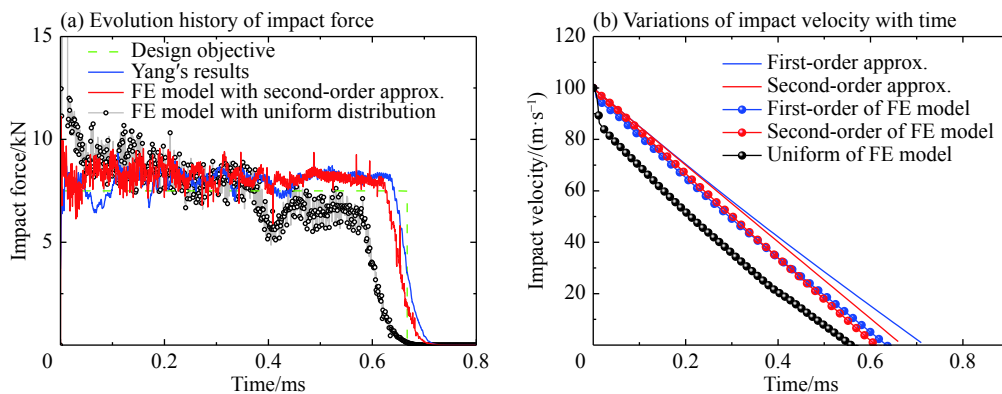 (a) Evolution history of impact force
15
10
5
0
0.2
0.4
0.6
0.8
Impact force/kN
Time/ms
Design objective
Yang's results
FE model with second-order approx.
FE model with uniform distribution
(b) Variations of impact velocity with time
120
100
80
60
40
20
0
0.2
0.4
0.6
0.8
Impact velocity/(m·s⁻¹)
Time/ms
First-order approx.
Second-order approx.
First-order of FE model
Second-order of FE model
Uniform of FE model